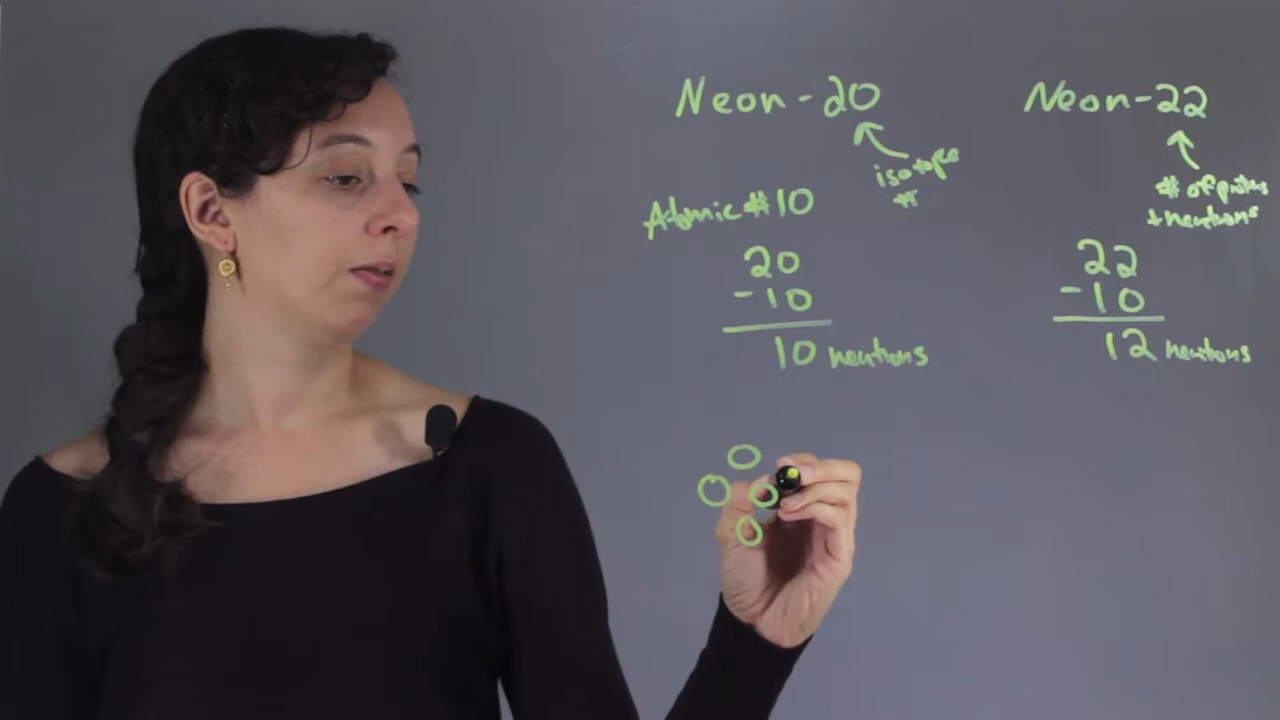 Neon-20
isotope
#
Atomic #10
20
-10
10 neutrons
Neon-22
# of protons
+ neutrons
22
-10
12 neutrons